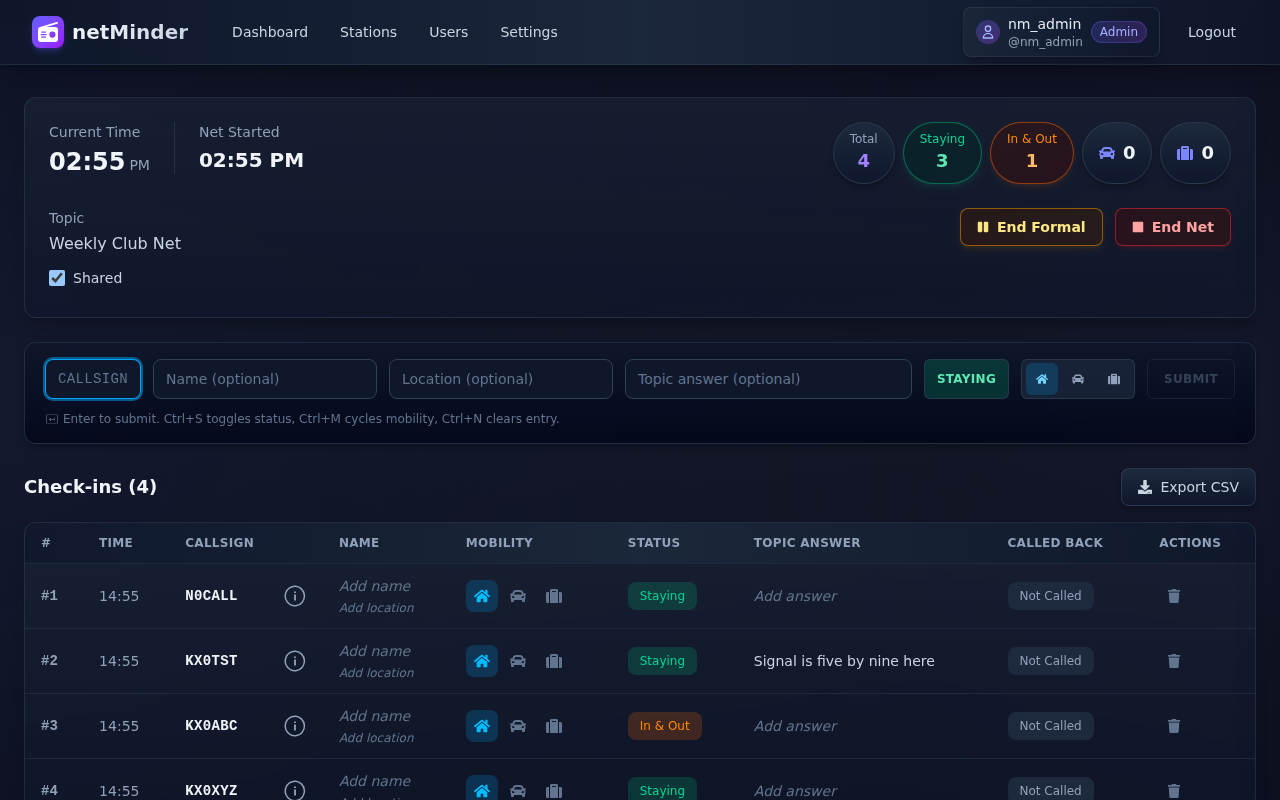 netMinder Dashboard Stations Users Settings nm_admin Admin Logout
@nm_admin
Current Time Net Started Total Staying In & Out
02:55 PM 02:55 PM 4 3 1 0 0
Topic
Weekly Club Net End Formal End Net
Shared
CALLSIGN Name (optional) Location (optional) Topic answer (optional) STAYING SUBMIT
Enter to submit. Ctrl+S toggles status, Ctrl+M cycles mobility, Ctrl+N clears entry.
Check-ins (4) Export CSV
# TIME CALLSIGN NAME MOBILITY STATUS TOPIC ANSWER CALLED BACK ACTIONS
#1 14:55 N0CALL Add name Staying Add answer Not Called
Add location
#2 14:55 KX0TST Add name Staying Signal is five by nine here Not Called
Add location
#3 14:55 KX0ABC Add name In & Out Add answer Not Called
Add location
#4 14:55 KX0XYZ Add name Staying Add answer Not Called